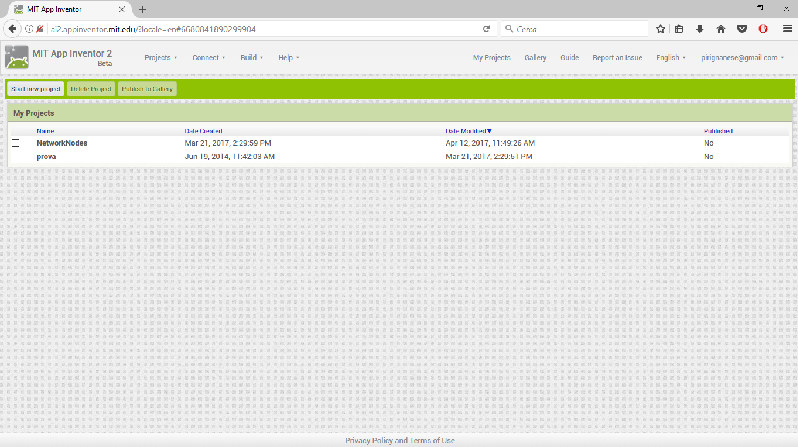 MIT App Inventor
ai2.appinventor.mit.edu/?locale=en#6680841890299904
Cerca
MIT App Inventor 2
Beta
Projects Connect Build Help My Projects Gallery Guide Report an Issue English pirignanese@gmail.com
Start new project Delete Project Publish to Gallery
My Projects
Name Date Created Date Modified▼ Published
NetworkNodes Mar 21, 2017, 2:29:59 PM Apr 12, 2017, 11:49:26 AM No
prova Jun 19, 2014, 11:42:03 AM Mar 21, 2017, 2:29:51 PM No
Privacy Policy and Terms of Use